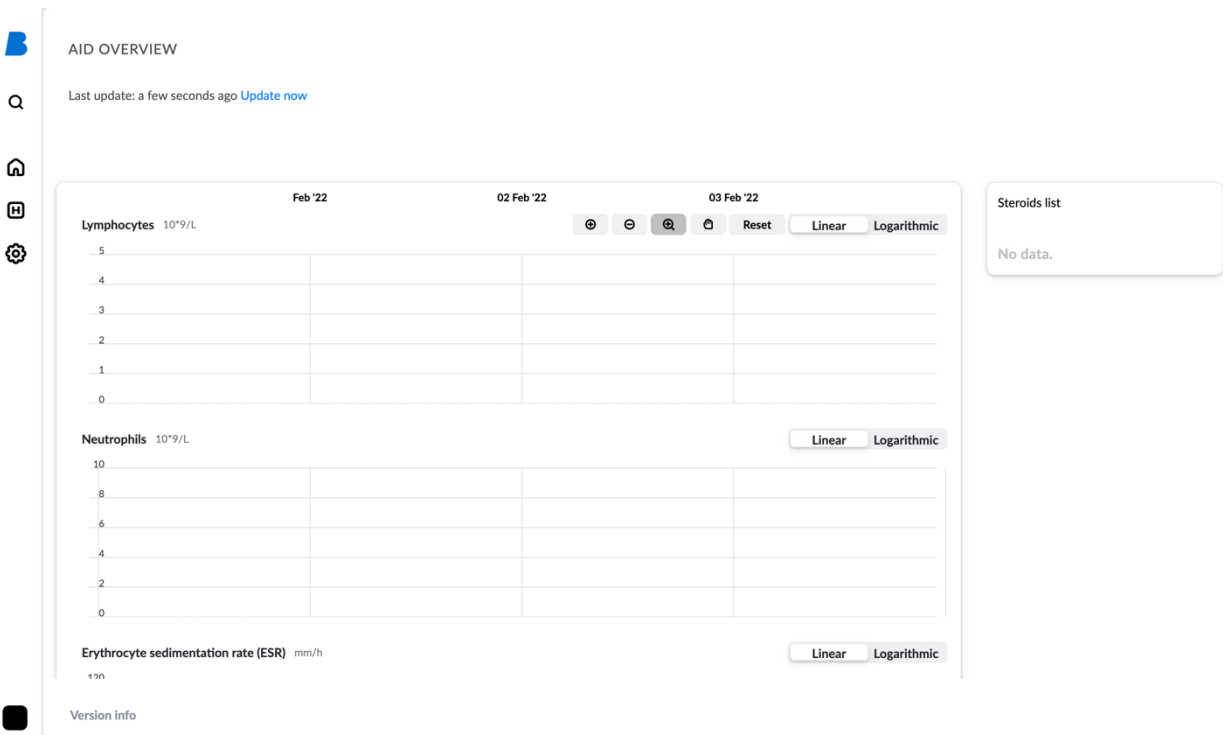 AID OVERVIEW
Last update: a few seconds ago Update now
Feb '22 02 Feb '22 03 Feb '22
Lymphocytes 10*9/L Reset Linear Logarithmic
5
4
3
2
1
0
Neutrophils 10*9/L Linear Logarithmic
10
8
6
4
2
0
Erythrocyte sedimentation rate (ESR) mm/h Linear Logarithmic
120
Steroids list
No data.
Version info